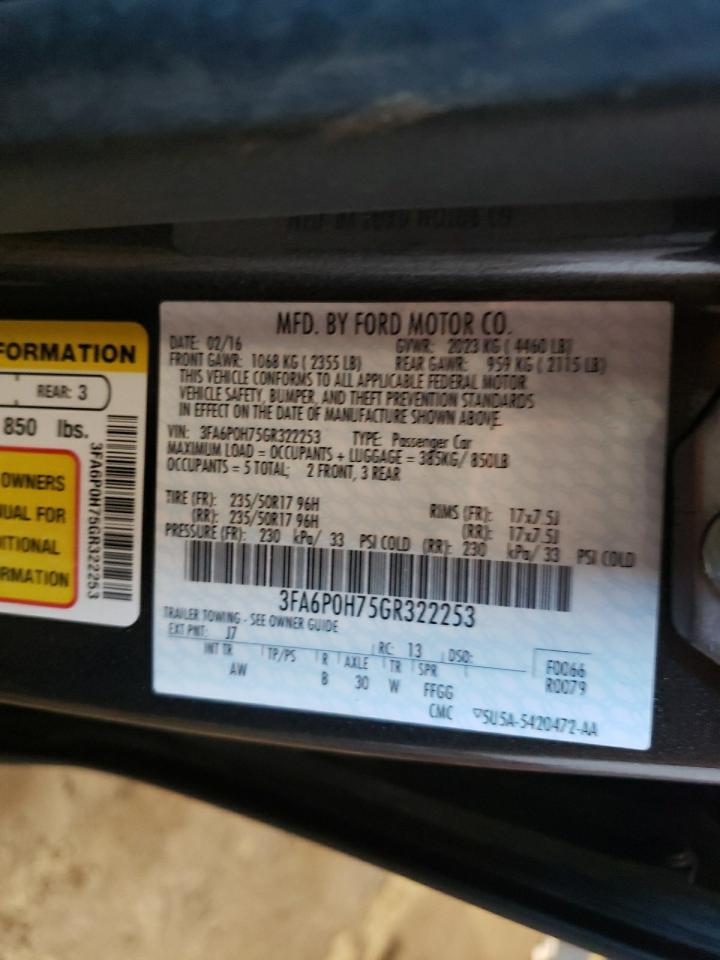 MFD. BY FORD MOTOR CO.
DATE: 02/16 GVWR: 2023 KG ( 4460 LB)
FRONT GAWR: 1068 KG ( 2355 LB) REAR GAWR: 959 KG ( 2115 LB)
THIS VEHICLE CONFORMS TO ALL APPLICABLE FEDERAL MOTOR
VEHICLE SAFETY, BUMPER, AND THEFT PREVENTION STANDARDS
IN EFFECT ON THE DATE OF MANUFACTURE SHOWN ABOVE.
VIN: 3FA6P0H75GR322253 TYPE: Passenger Car
MAXIMUM LOAD = OCCUPANTS + LUGGAGE = 385KG/ 850LB
OCCUPANTS = 5 TOTAL; 2 FRONT, 3 REAR
TIRE (FR): 235/50R17 96H RIMS (FR): 17x7.5J
(RR): 235/50R17 96H (RR): 17x7.5J
PRESSURE (FR): 230 kPa/ 33 PSI COLD (RR): 230 kPa/ 33 PSI COLD
3FA6P0H75GR322253
TRAILER TOWING - SEE OWNER GUIDE
EXT PNT: J7 RC: 13 DSO:
INT TR TP/PS R AXLE TR SPR F0066
AW B 30 W FFGG R0079
CMC 5U5A-5420472-AA
FORMATION
REAR: 3
850 lbs.
OWNERS
UAL FOR
ITIONAL
RMATION
3FA6P0H75GR322253